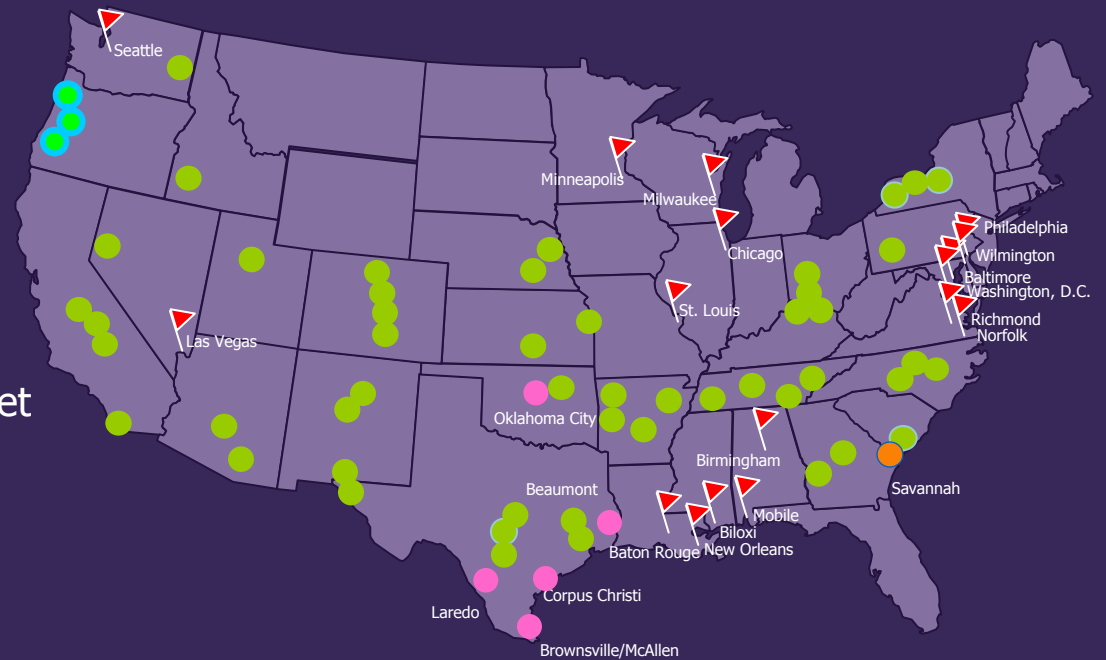 Seattle
Minneapolis
Milwaukee
Chicago
Philadelphia
Wilmington
Baltimore
Washington, D.C.
St. Louis
Richmond
Norfolk
Las Vegas
et
Oklahoma City
Birmingham
Beaumont
Savannah
Mobile
Biloxi
Baton Rouge
New Orleans
Corpus Christi
Laredo
Brownsville/McAllen